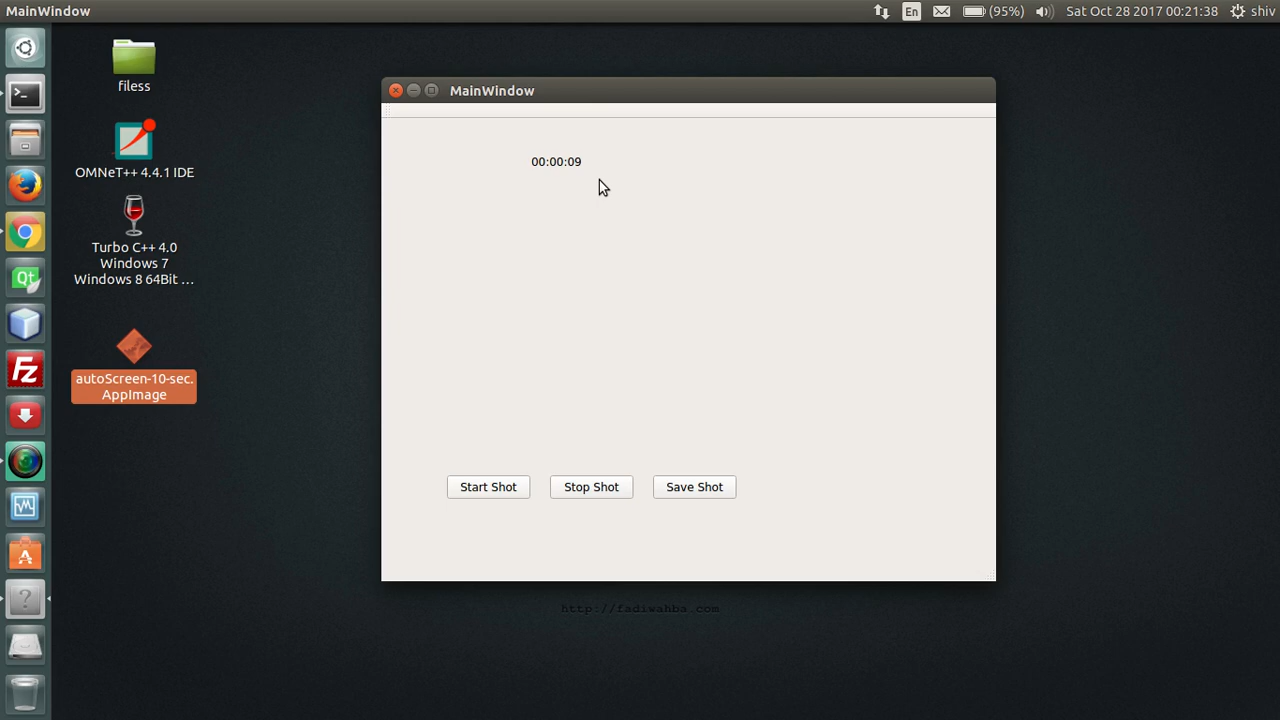 MainWindow
En
(95%)
Sat Oct 28 2017 00:21:38
shiv
filess
OMNeT++ 4.4.1 IDE
Turbo C++ 4.0
Windows 7
Windows 8 64Bit …
autoScreen-10-sec.
AppImage
Qt
Fz
MainWindow
00:00:09
Start Shot
Stop Shot
Save Shot
http://fadiwahba.com